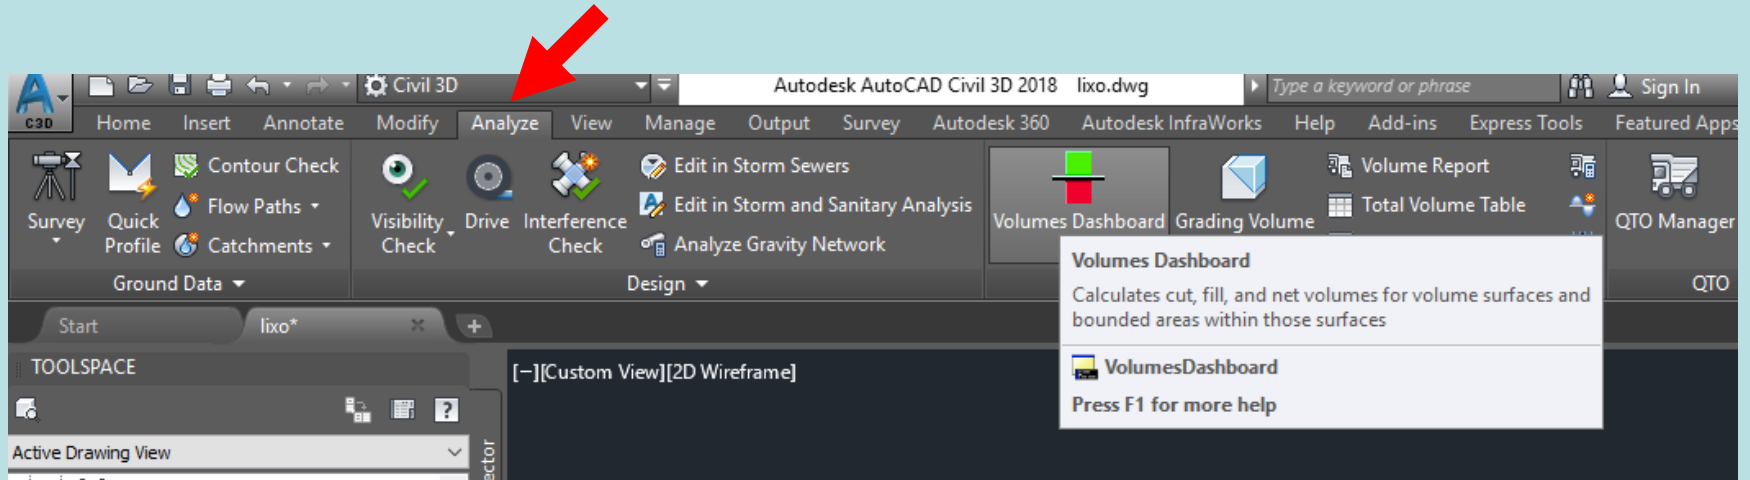 C3D
Civil 3D
Autodesk AutoCAD Civil 3D 2018 lixo.dwg
Type a keyword or phrase
Sign In
Home Insert Annotate Modify Analyze View Manage Output Survey Autodesk 360 Autodesk InfraWorks Help Add-ins Express Tools Featured Apps
Survey
Quick
Profile
Contour Check
Flow Paths
Catchments
Ground Data
Visibility
Check
Drive
Interference
Check
Edit in Storm Sewers
Edit in Storm and Sanitary Analysis
Analyze Gravity Network
Design
Volumes Dashboard
Grading Volume
Volume Report
Total Volume Table
QTO Manager
QTO
Volumes Dashboard
Calculates cut, fill, and net volumes for volume surfaces and
bounded areas within those surfaces
VolumesDashboard
Press F1 for more help
Start
lixo*
TOOLSPACE
[−][Custom View][2D Wireframe]
Active Drawing View